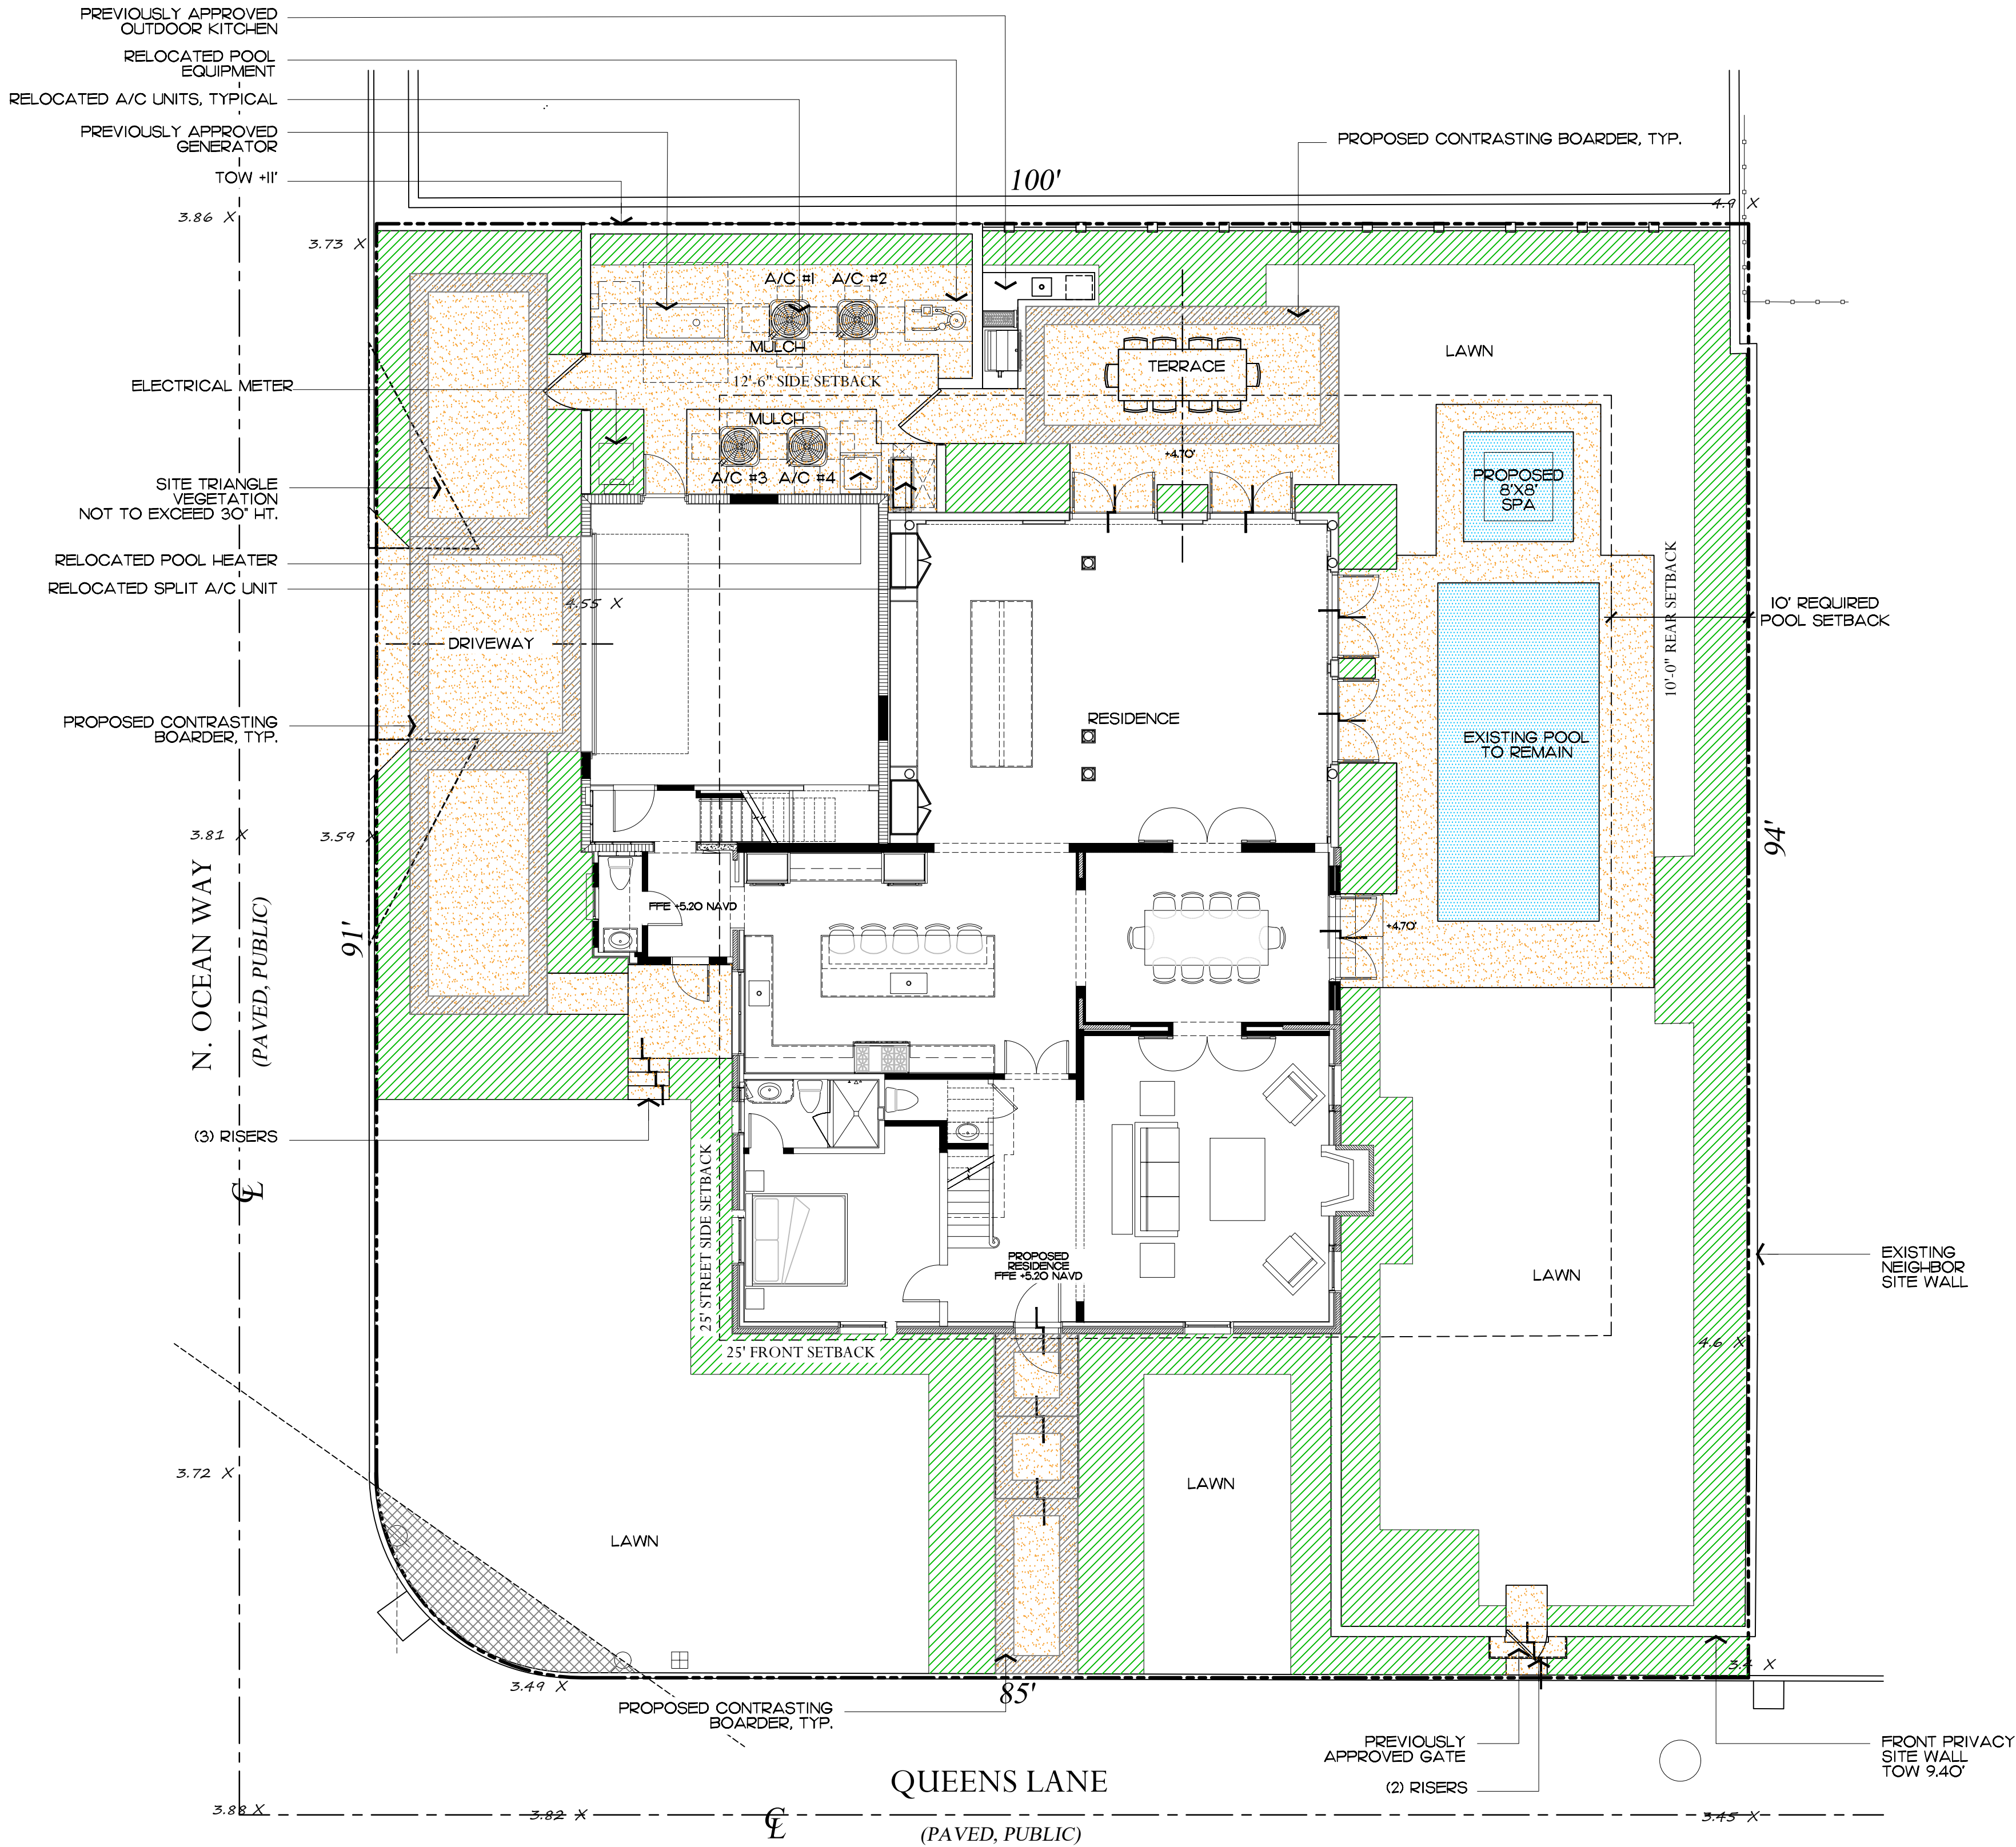 PREVIOUSLY APPROVED
OUTDOOR KITCHEN
RELOCATED POOL
EQUIPMENT
RELOCATED A/C UNITS, TYPICAL
PREVIOUSLY APPROVED
GENERATOR
TOW +11'
PROPOSED CONTRASTING BOARDER, TYP.
100'
3.86 X
3.73 X
4.9 X
A/C #1
A/C #2
MULCH
12'-6" SIDE SETBACK
MULCH
A/C #3
A/C #4
TERRACE
+4.70'
LAWN
PROPOSED
8'X8'
SPA
ELECTRICAL METER
SITE TRIANGLE
VEGETATION
NOT TO EXCEED 30" HT.
RELOCATED POOL HEATER
RELOCATED SPLIT A/C UNIT
4.55 X
DRIVEWAY
PROPOSED CONTRASTING
BOARDER, TYP.
RESIDENCE
EXISTING POOL
TO REMAIN
10'-0" REAR SETBACK
10' REQUIRED
POOL SETBACK
3.81 X
3.59 X
94'
N. OCEAN WAY
(PAVED, PUBLIC)
91'
FFE +5.20 NAVD
+4.70'
(3) RISERS
CL
25' STREET SIDE SETBACK
PROPOSED
RESIDENCE
FFE +5.20 NAVD
25' FRONT SETBACK
LAWN
EXISTING
NEIGHBOR
SITE WALL
4.6 X
3.72 X
LAWN
LAWN
3.49 X
85'
3.4 X
PROPOSED CONTRASTING
BOARDER, TYP.
PREVIOUSLY
APPROVED GATE
(2) RISERS
FRONT PRIVACY
SITE WALL
TOW 9.40'
QUEENS LANE
3.88 X
3.82 X
CL
3.45 X
(PAVED, PUBLIC)